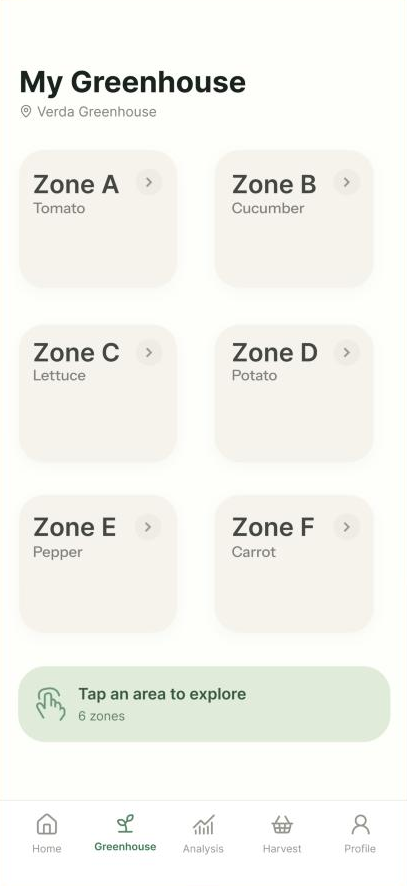 My Greenhouse
Verda Greenhouse
Zone A
Tomato
Zone B
Cucumber
Zone C
Lettuce
Zone D
Potato
Zone E
Pepper
Zone F
Carrot
Tap an area to explore
6 zones
Home
Greenhouse
Analysis
Harvest
Profile